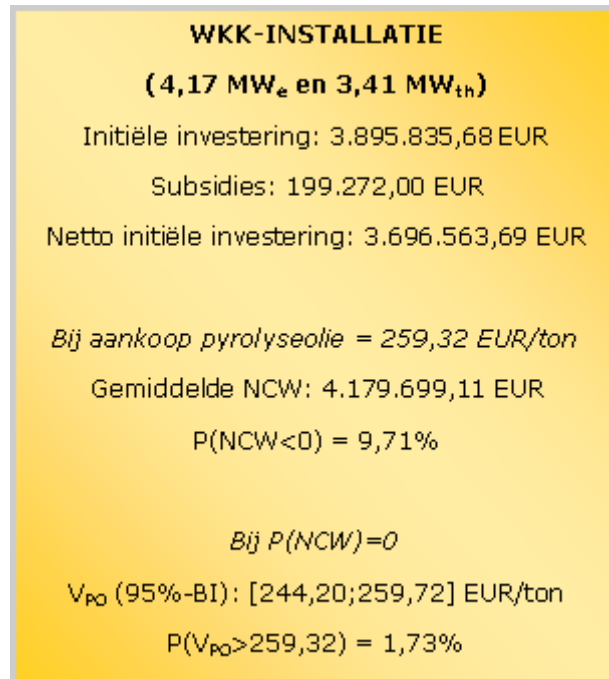 WKK-INSTALLATIE
(4,17 MWₑ en 3,41 MWₜₕ)
Initiële investering: 3.895.835,68 EUR
Subsidies: 199.272,00 EUR
Netto initiële investering: 3.696.563,69 EUR
Bij aankoop pyrolyseolie = 259,32 EUR/ton
Gemiddelde NCW: 4.179.699,11 EUR
P(NCW<0) = 9,71%
Bij P(NCW)=0
V_PO (95%-BI): [244,20;259,72] EUR/ton
P(V_PO>259,32) = 1,73%